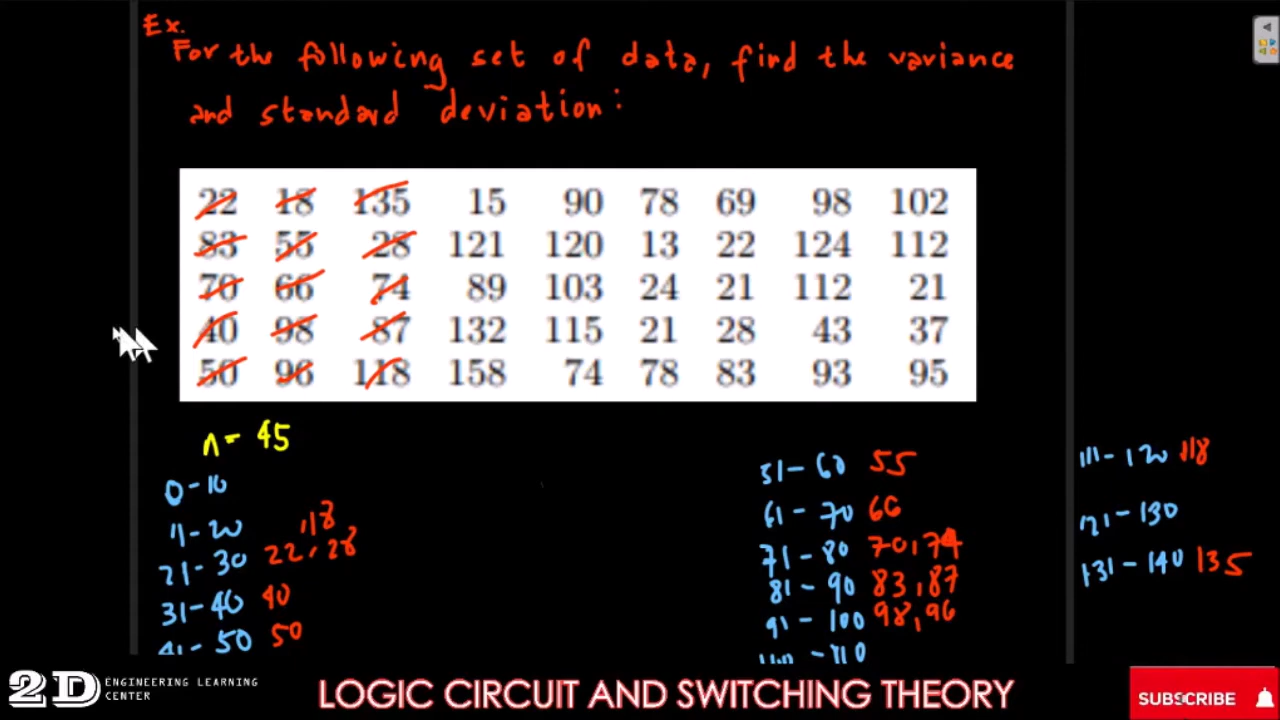 Ex.
For the following set of data, find the variance
and standard deviation:
22 18 135 15 90 78 69 98 102
83 55 28 121 120 13 22 124 112
70 66 74 89 103 24 21 112 21
40 98 87 132 115 21 28 43 37
50 96 118 158 74 78 83 93 95
n = 45
0-10
11-20 , 18
21-30 22, 28
31-40 40
41-50 50
51-60 55
61-70 66
71-80 70, 74
81-90 83, 87
91-100 98, 96
111-120 118
121-130
131-140 135
2D ENGINEERING LEARNING
CENTER
LOGIC CIRCUIT AND SWITCHING THEORY
SUBSCRIBE